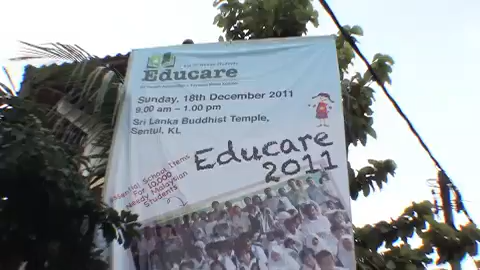 Educare
Sunday, 18th December 2011
9.00 am – 1.00 pm
Sri Lanka Buddhist Temple,
Sentul, KL
Educare
2011
Essential School Items
For 10,000
Needy Malaysian
Students